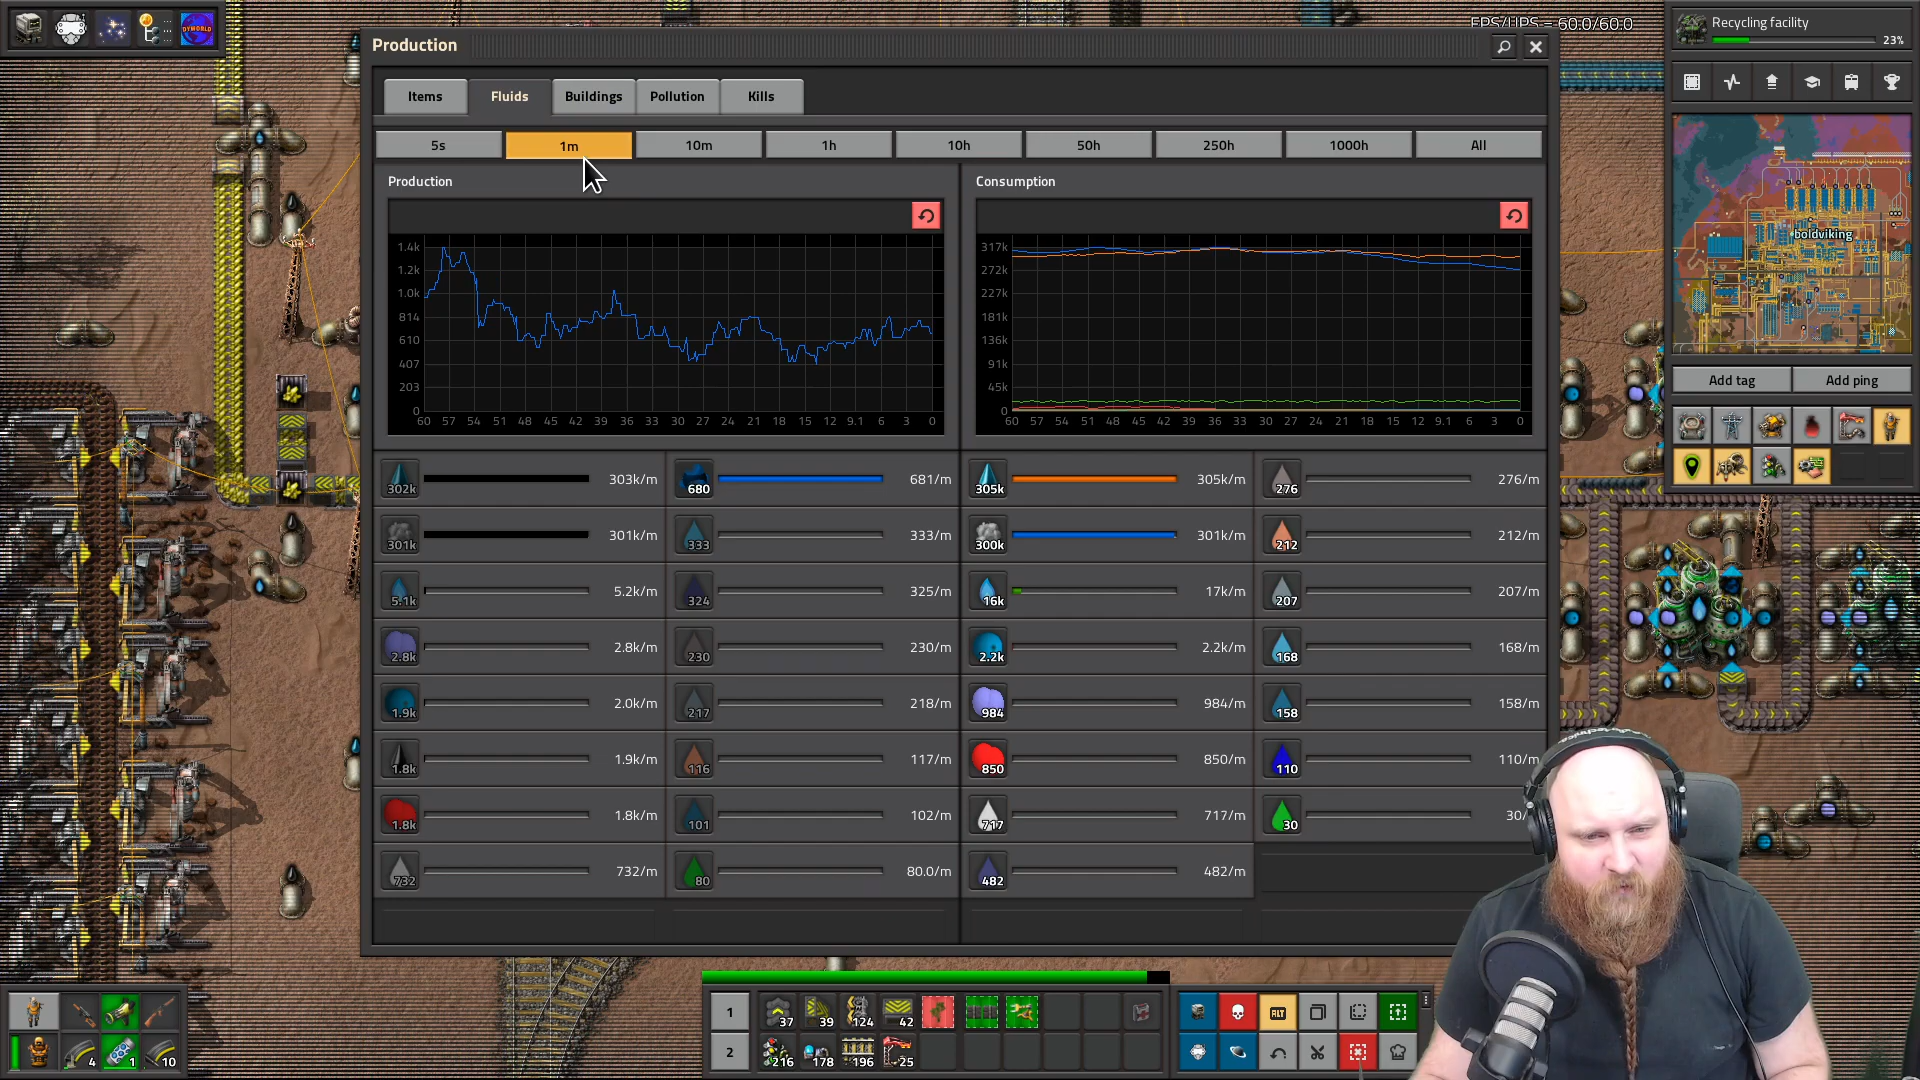 DYWORLD
FPS/UPS = 60.0/60.0
Recycling facility
23%
Production
Items Fluids Buildings Pollution Kills
5s 1m 10m 1h 10h 50h 250h 1000h All
Production
1.4k
1.2k
1.0k
814
610
407
203
0
60 57 54 51 48 45 42 39 36 33 30 27 24 21 18 15 12 9.1 6 3 0
Consumption
317k
272k
227k
181k
136k
91k
45k
0
60 57 54 51 48 45 42 39 36 33 30 27 24 21 18 15 12 9.1 6 3 0
302k 303k/m 680 681/m 305k 305k/m 276 276/m
301k 301k/m 333 333/m 300k 301k/m 212 212/m
5.1k 5.2k/m 324 325/m 16k 17k/m 207 207/m
2.8k 2.8k/m 230 230/m 2.2k 2.2k/m 168 168/m
1.9k 2.0k/m 217 218/m 984 984/m 158 158/m
1.8k 1.9k/m 116 117/m 850 850/m 110 110/m
1.8k 1.8k/m 101 102/m 717 717/m 30 30/
732 732/m 80 80.0/m 482 482/m
boldviking
Add tag Add ping
4 1 10
1 37 39 124 42
2 216 178 196 25
ALT